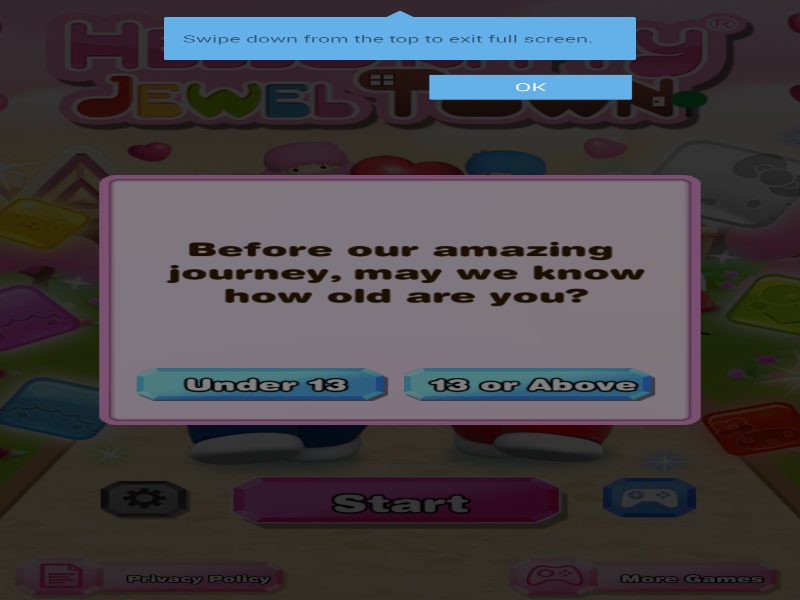 Swipe down from the top to exit full screen.
OK
JEWEL TOWN
Before our amazing
journey, may we know
how old are you?
Under 13
13 or Above
Start
Privacy Policy
More Games